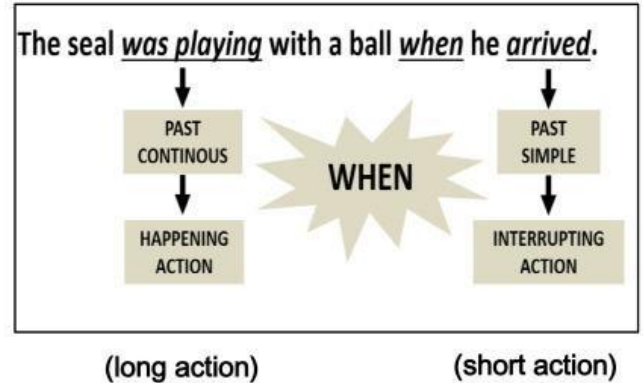 The seal was playing with a ball when he arrived.
PAST
CONTINOUS
WHEN
PAST
SIMPLE
HAPPENING
ACTION
INTERRUPTING
ACTION
(long action)
(short action)